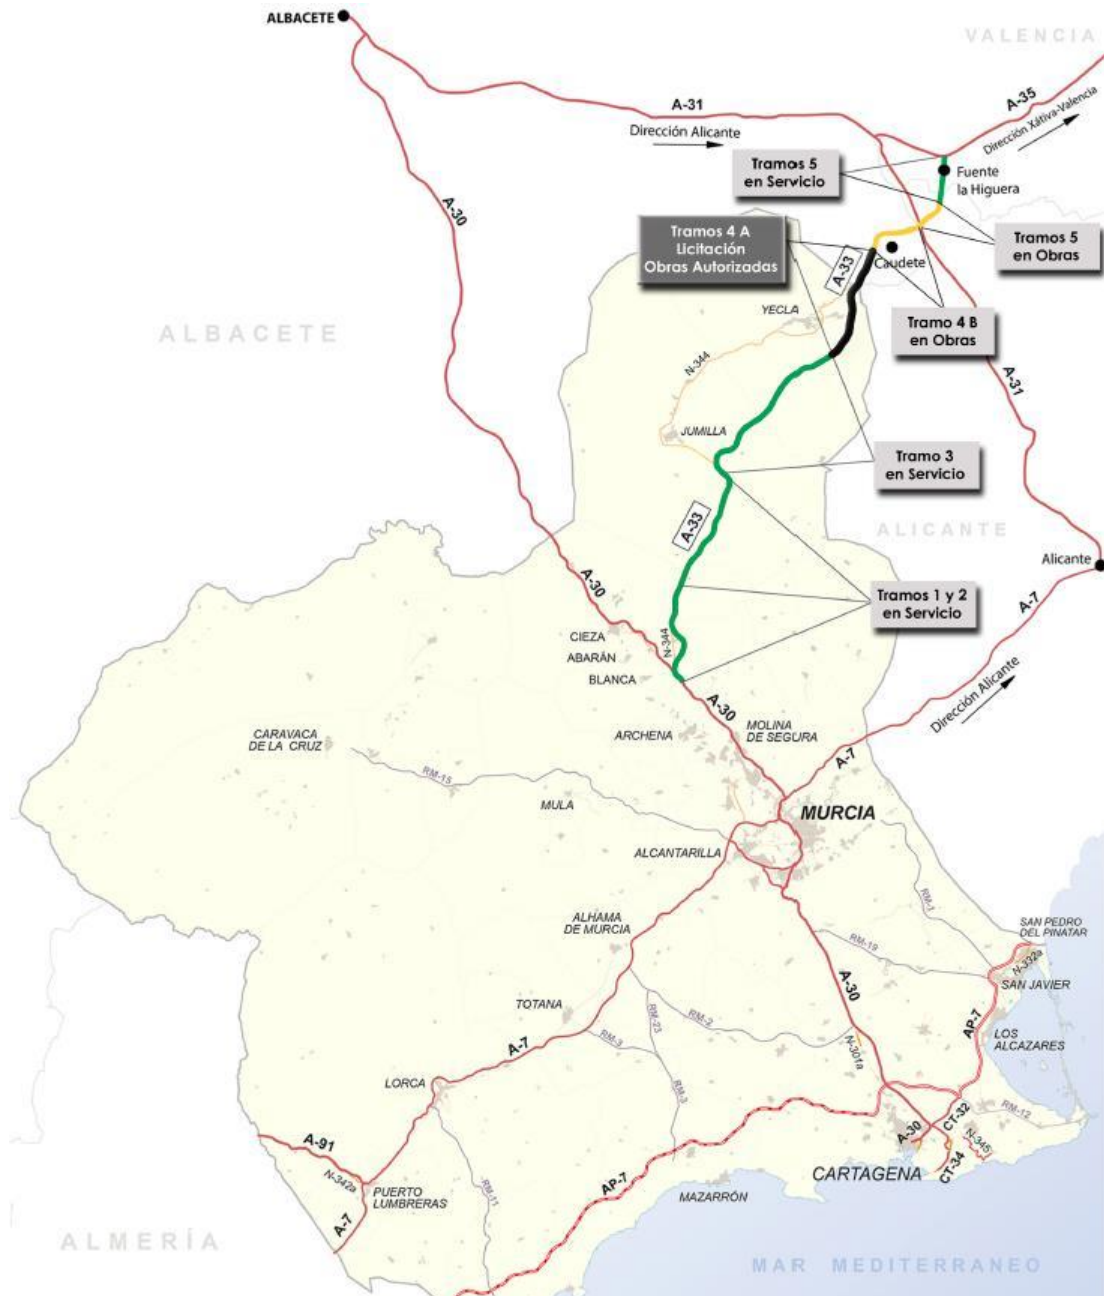 ALBACETE
VALENCIA
A-31
A-35
Dirección Alicante
Dirección Xátiva-Valencia
Tramos 5
en Servicio
Fuente
la Higuera
A-30
Tramos 4 A
Licitación
Obras Autorizadas
Tramos 5
en Obras
Caudete
A-33
YECLA
ALBACETE
Tramo 4 B
en Obras
N-344
A-31
JUMILLA
Tramo 3
en Servicio
A-33
ALICANTE
Alicante
A-30
Tramos 1 y 2
en Servicio
A-7
CIEZA
N-344
ABARÁN
BLANCA
Dirección Alicante
A-30
MOLINA
DE SEGURA
ARCHENA
CARAVACA
DE LA CRUZ
A-7
RM-15
MULA
MURCIA
ALCANTARILLA
RM-1
ALHAMA
DE MURCIA
SAN PEDRO
DEL PINATAR
RM-19
N-332a
SAN JAVIER
A-30
TOTANA
RM-23
RM-2
AP-7
A-7
RM-3
N-301a
LOS
ALCAZARES
LORCA
RM-3
CT-32
RM-12
A-91
A-30
N-345
N-342a
CARTAGENA
CT-34
PUERTO
LUMBRERAS
RM-11
AP-7
MAZARRÓN
A-7
ALMERÍA
MAR MEDITERRANEO